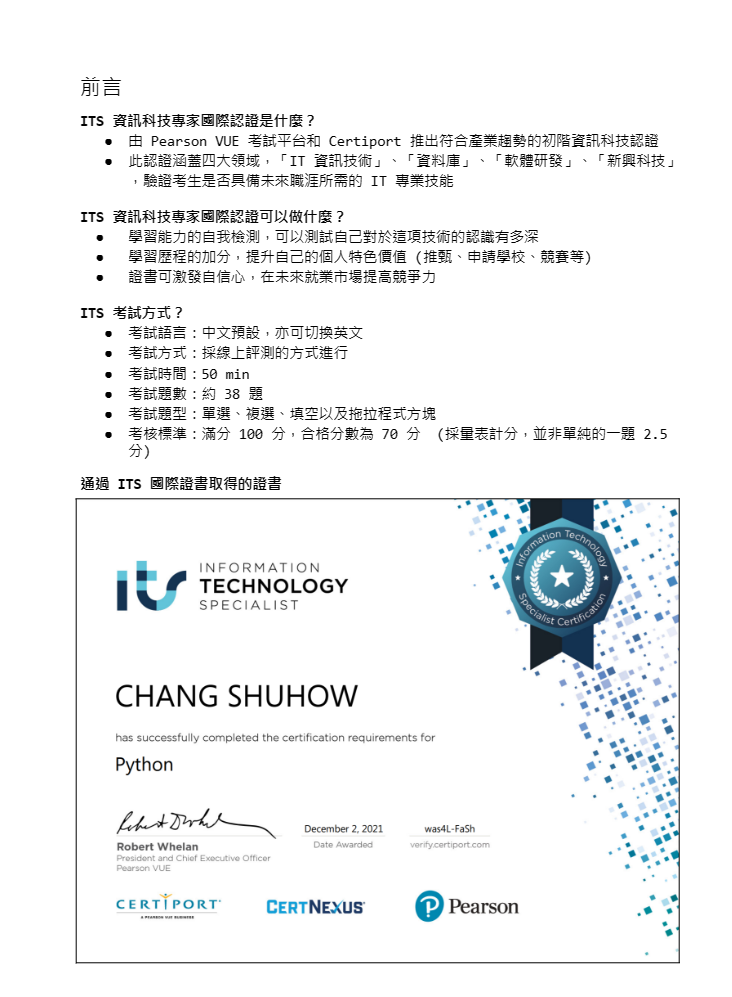 前言
ITS 資訊科技專家國際認證是什麼？
● 由 Pearson VUE 考試平台和 Certiport 推出符合產業趨勢的初階資訊科技認證
● 此認證涵蓋四大領域，「IT 資訊技術」、「資料庫」、「軟體研發」、「新興科技」
，驗證考生是否具備未來職涯所需的 IT 專業技能
ITS 資訊科技專家國際認證可以做什麼？
● 學習能力的自我檢測，可以測試自己對於這項技術的認識有多深
● 學習歷程的加分，提升自己的個人特色價值 (推甄、申請學校、競賽等)
● 證書可激發自信心，在未來就業市場提高競爭力
ITS 考試方式？
● 考試語言：中文預設，亦可切換英文
● 考試方式：採線上評測的方式進行
● 考試時間：50 min
● 考試題數：約 38 題
● 考試題型：單選、複選、填空以及拖拉程式方塊
● 考核標準：滿分 100 分，合格分數為 70 分 (採量表計分，並非單純的一題 2.5
分)
通過 ITS 國際證書取得的證書
Information Technology
Specialist Certification
its
INFORMATION
TECHNOLOGY
SPECIALIST
CHANG SHUHOW
has successfully completed the certification requirements for
Python
Robert Whelan
President and Chief Executive Officer
Pearson VUE
December 2, 2021
Date Awarded
was4L-FaSh
verify.certiport.com
CERTIPORT
A PEARSON VUE BUSINESS
CERTNEXUS
P Pearson